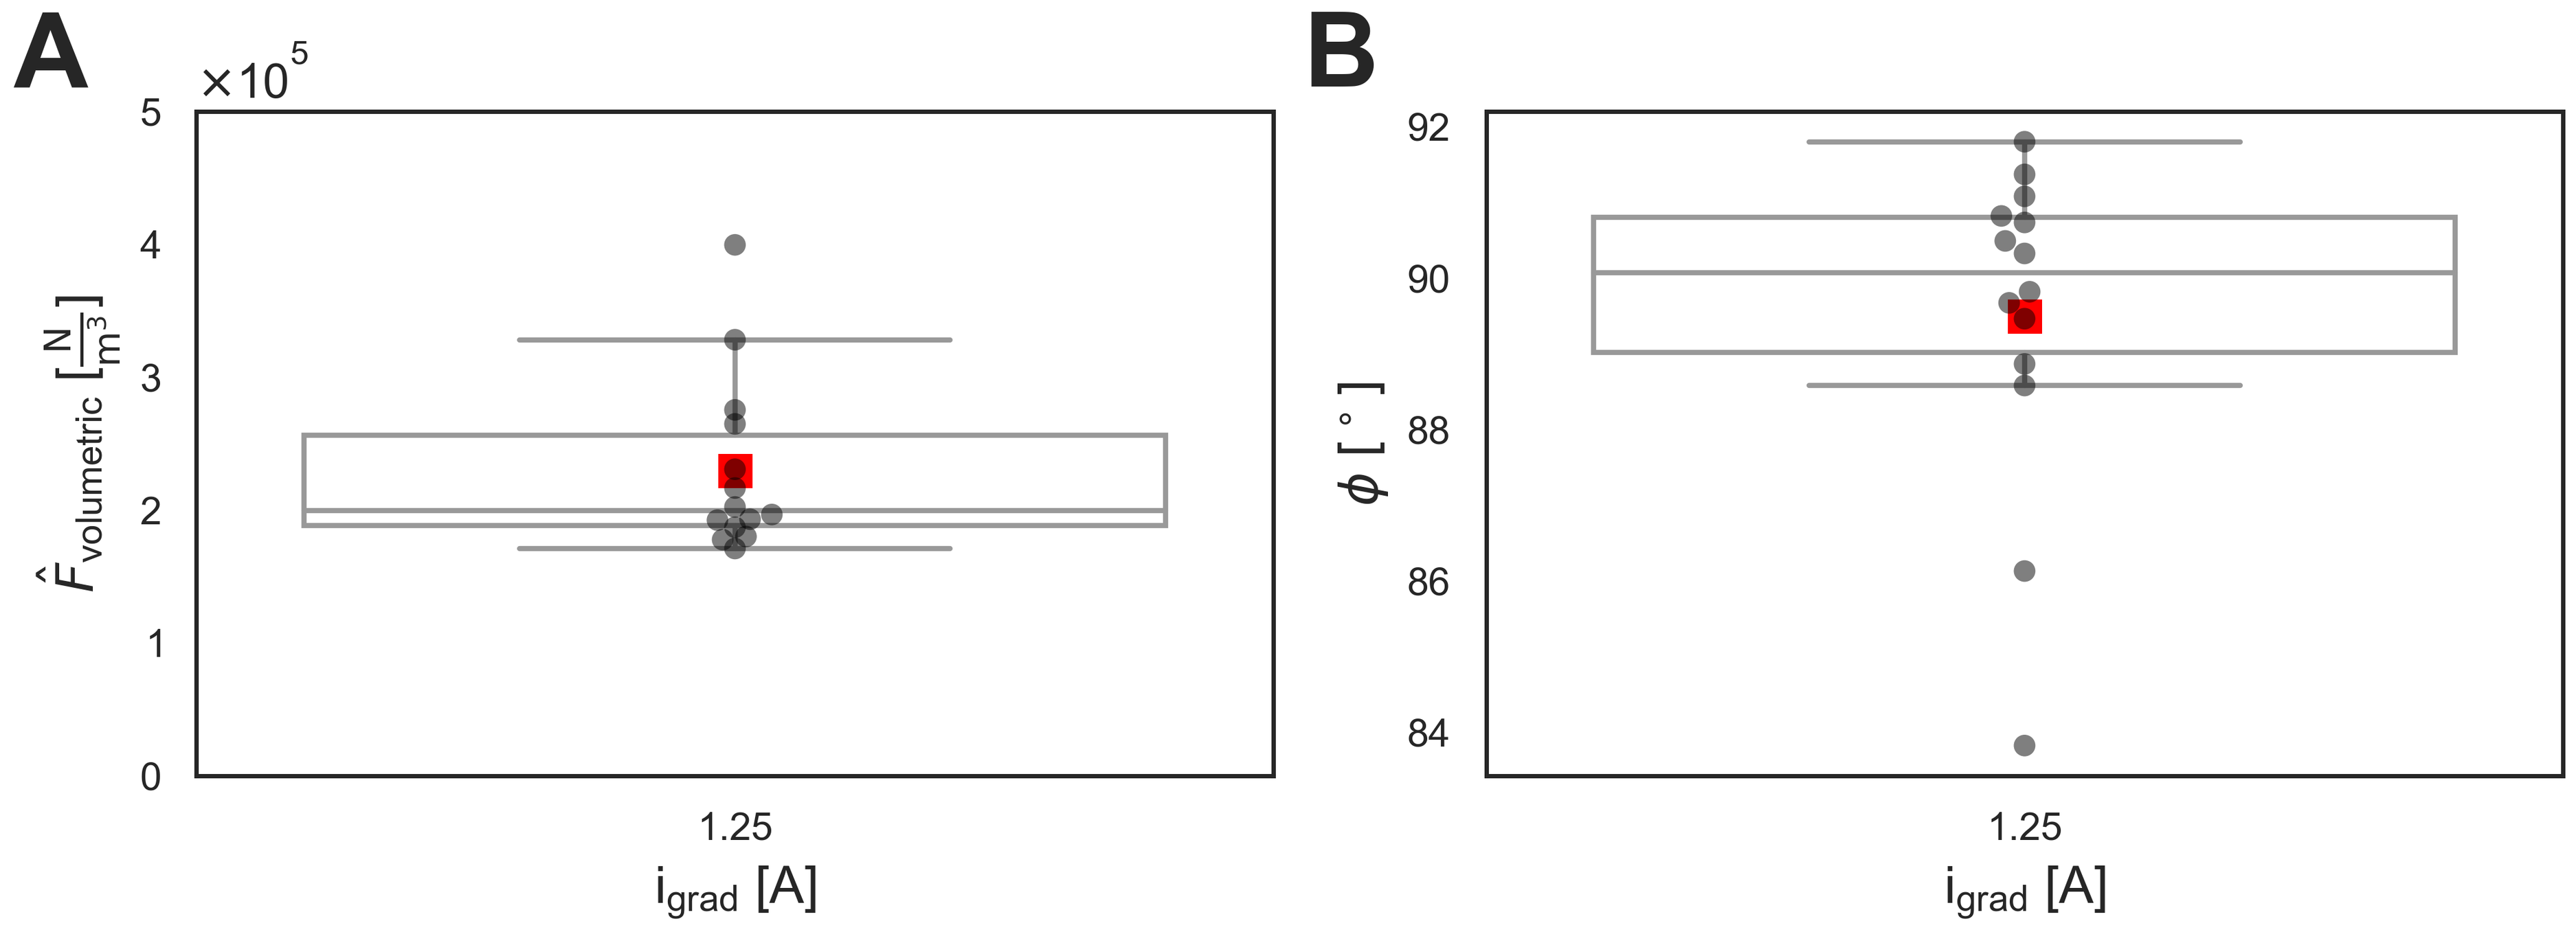 A
×10^5
5
4
3
2
1
0
F̂volumetric [N/m³]
1.25
igrad [A]
B
92
90
88
86
84
ϕ [°]
1.25
igrad [A]